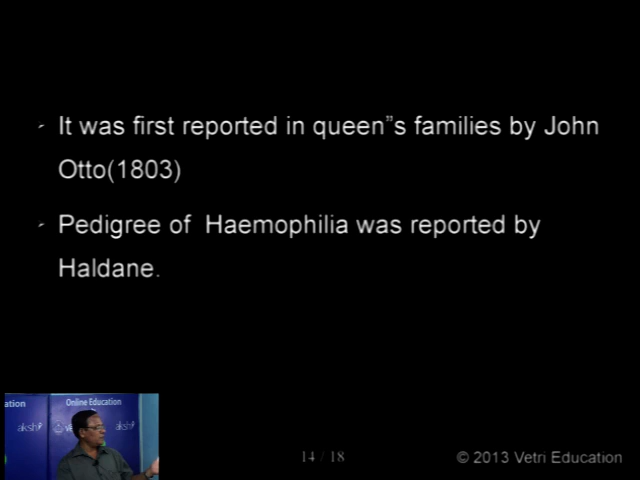 It was first reported in queen”s families by John
Otto(1803)
Pedigree of Haemophilia was reported by
Haldane.
ation
Online Education
aksh
aksh
14 / 18
© 2013 Vetri Education